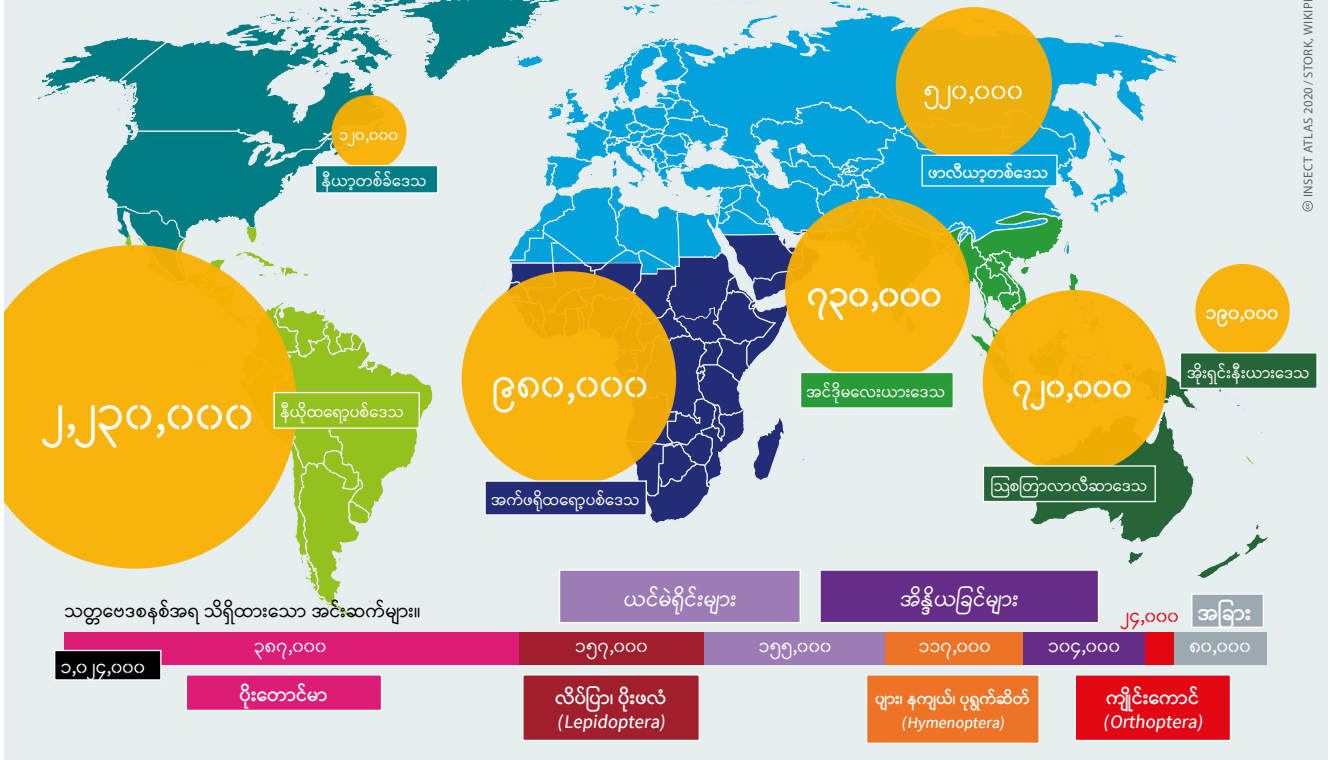 © INSECT ATLAS 2020 / STORK, WIKIPE
၅၂၀,၀၀၀
ဖာလီယာ့တစ်ဒေသ
၁၂၀,၀၀၀
နီယာ့တစ်ခ်ဒေသ
၇၃၀,၀၀၀
အင်ဒိုမလေးယားဒေသ
၁၉၀,၀၀၀
အိုးရှင်းနီးယားဒေသ
၂,၂၃၀,၀၀၀
နီယိုထရော့ပစ်ဒေသ
၉၈၀,၀၀၀
အက်ဖရိုထရော့ပစ်ဒေသ
၇၂၀,၀၀၀
ဩစတြာလာလီဆာဒေသ
သတ္တဗေဒစနစ်အရ သိရှိထားသော အင်းဆက်များ။
ယင်မဲရိုင်းများ
အိန္ဒိယခြင်များ
၂၄,၀၀၀
အခြား
၁,၀၂၄,၀၀၀
၃၈၇,၀၀၀
၁၅၇,၀၀၀
၁၅၅,၀၀၀
၁၁၇,၀၀၀
၁၀၄,၀၀၀
၈၀,၀၀၀
ပိုးတောင်မာ
လိပ်ပြာ၊ ပိုးဖလံ
(Lepidoptera)
ပျား၊ နကျယ်၊ ပုရွက်ဆိတ်
(Hymenoptera)
ကျိုင်းကောင်
(Orthoptera)